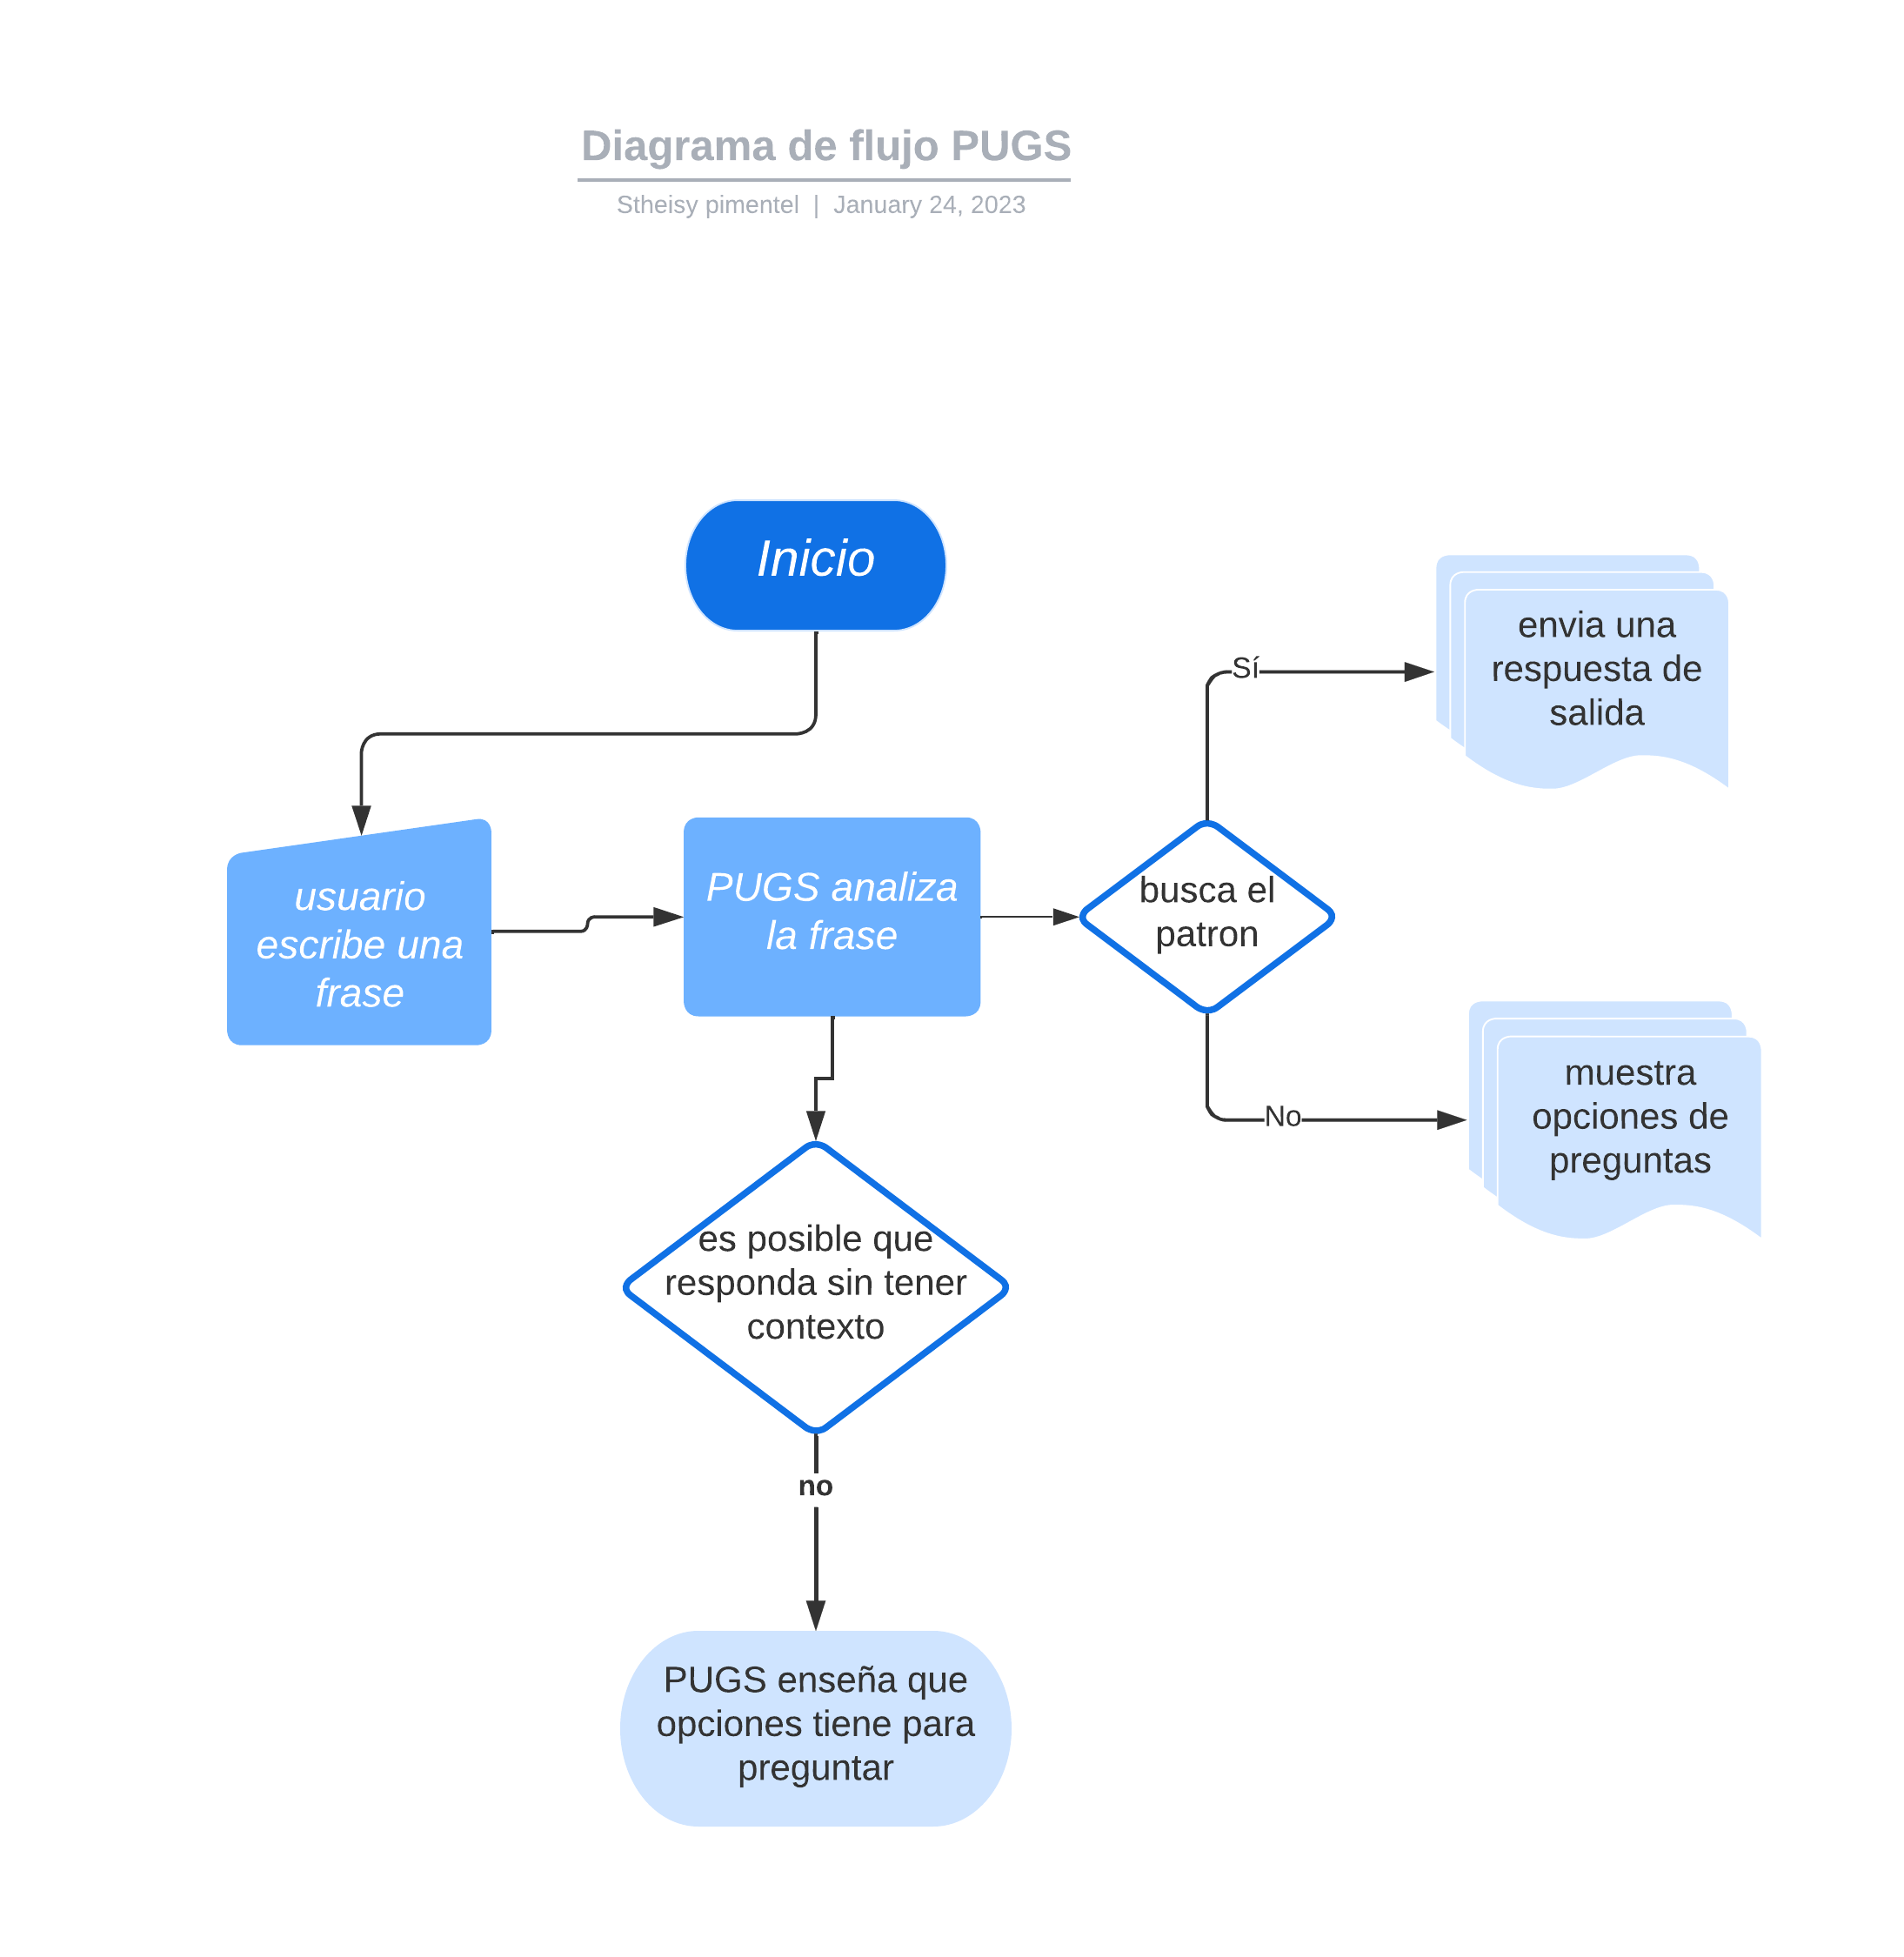 Diagrama de flujo PUGS
Stheisy pimentel | January 24, 2023
Inicio
envia una
respuesta de
salida
Sí
usuario
escribe una
frase
PUGS analiza
la frase
busca el
patron
No
muestra
opciones de
preguntas
es posible que
responda sin tener
contexto
no
PUGS enseña que
opciones tiene para
preguntar